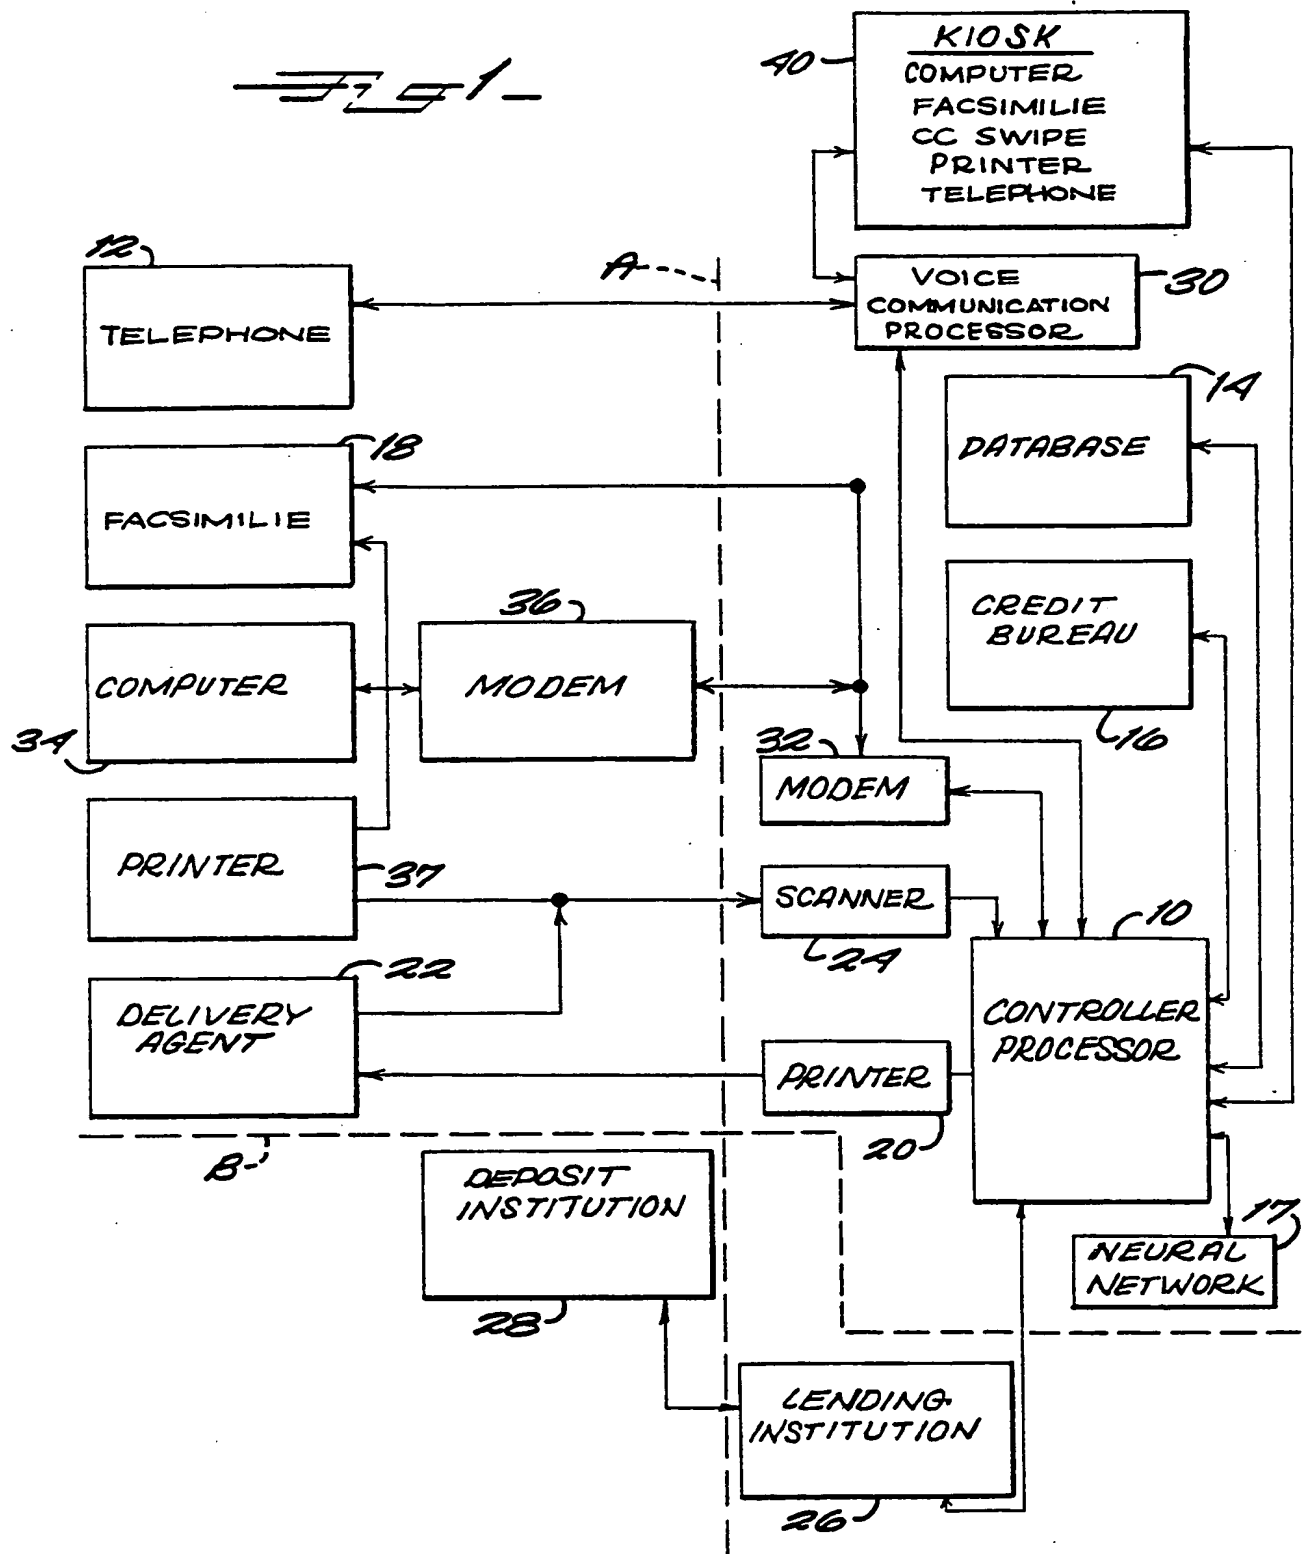 Fig 1
40
KIOSK
COMPUTER
FACSIMILIE
CC SWIPE
PRINTER
TELEPHONE
12
TELEPHONE
A
VOICE
COMMUNICATION
PROCESSOR
30
14
DATABASE
18
FACSIMILIE
CREDIT
BUREAU
16
36
MODEM
COMPUTER
34
32
MODEM
PRINTER
37
SCANNER
24
10
CONTROLLER
PROCESSOR
22
DELIVERY
AGENT
PRINTER
20
B
DEPOSIT
INSTITUTION
28
17
NEURAL
NETWORK
LENDING
INSTITUTION
26